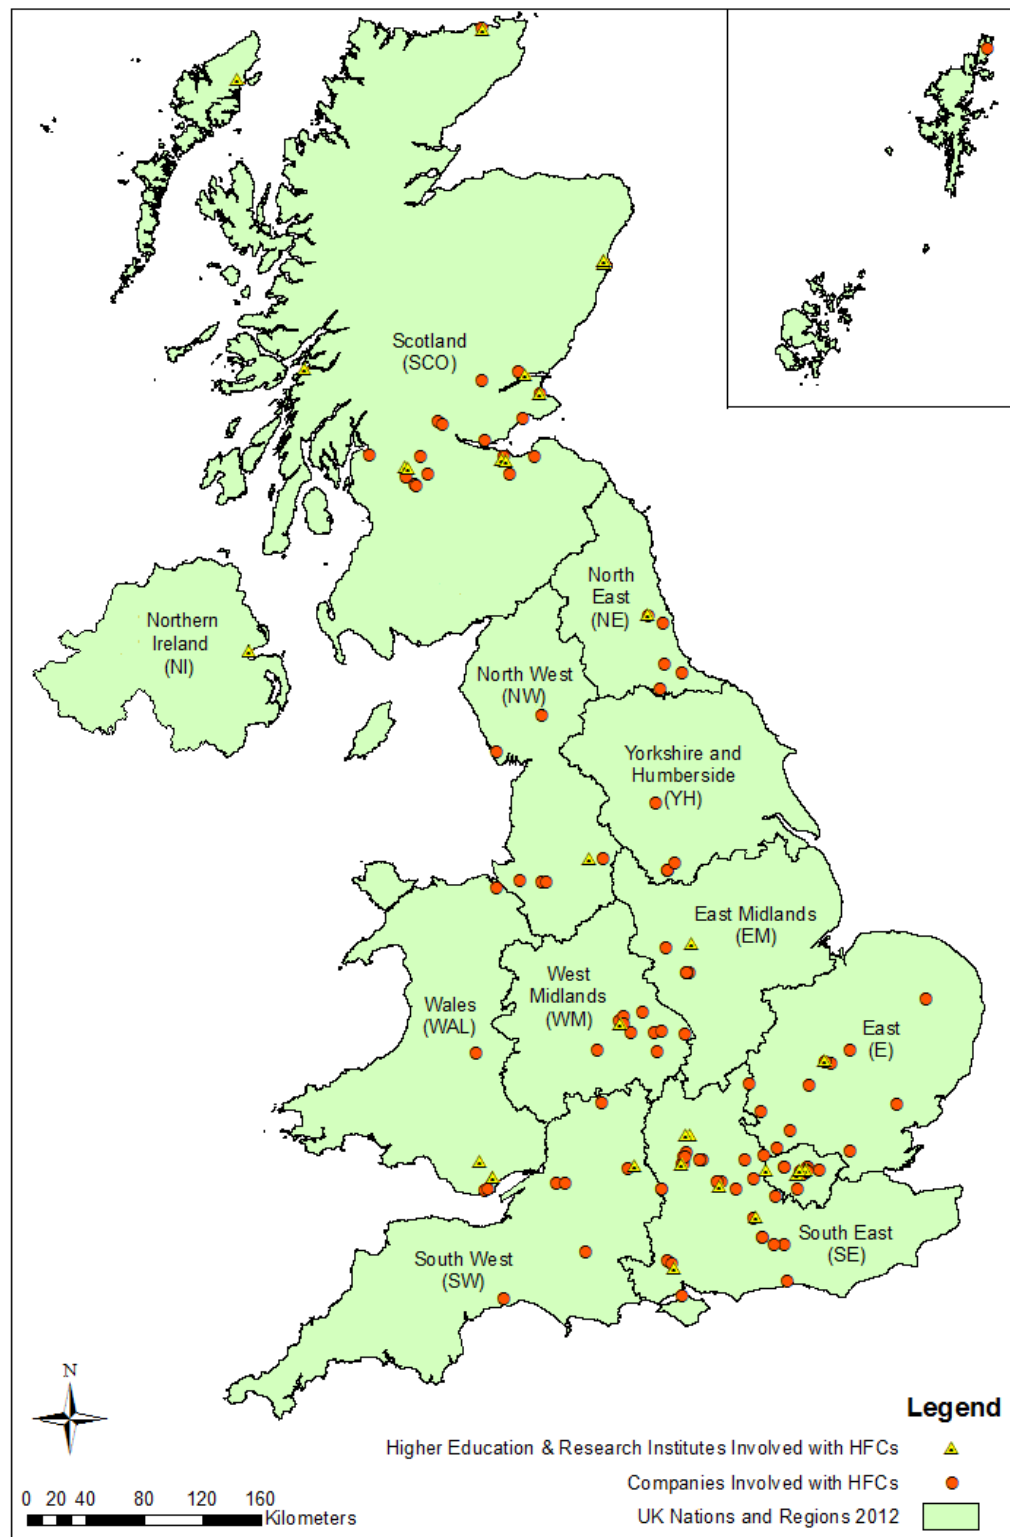 Scotland
(SCO)
North
East
(NE)
Northern
Ireland
(NI)
North West
(NW)
Yorkshire and
Humberside
(YH)
East Midlands
(EM)
West
Midlands
(WM)
Wales
(WAL)
East
(E)
South East
(SE)
South West
(SW)
N
Legend
Higher Education & Research Institutes Involved with HFCs
Companies Involved with HFCs
UK Nations and Regions 2012
0 20 40 80 120 160
Kilometers